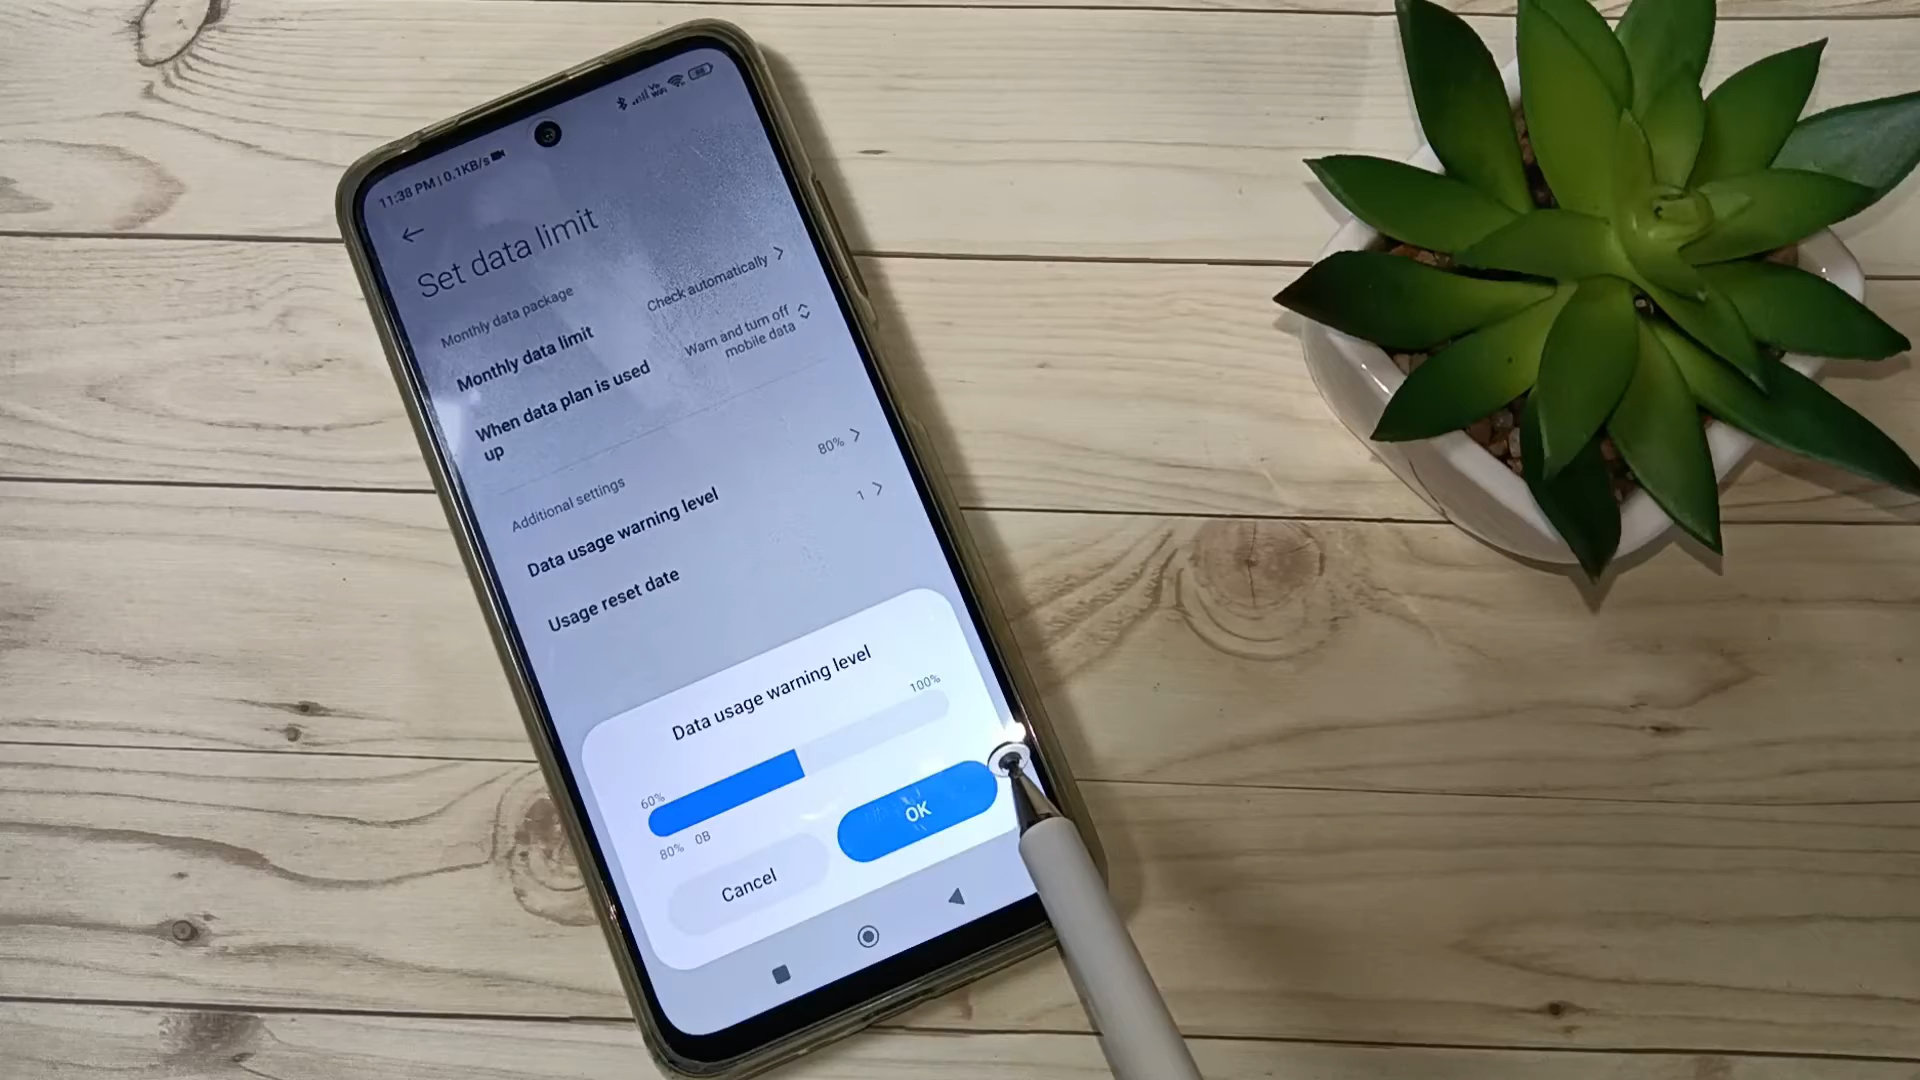 11:38 PM | 0.1KB/s
Vo
WiFi
Set data limit
Monthly data package
Monthly data limit
Check automatically
When data plan is used
up
Warn and turn off
mobile data
Additional settings
Data usage warning level
80%
Usage reset date
1
Data usage warning level
60%
100%
80% 0B
Cancel
OK